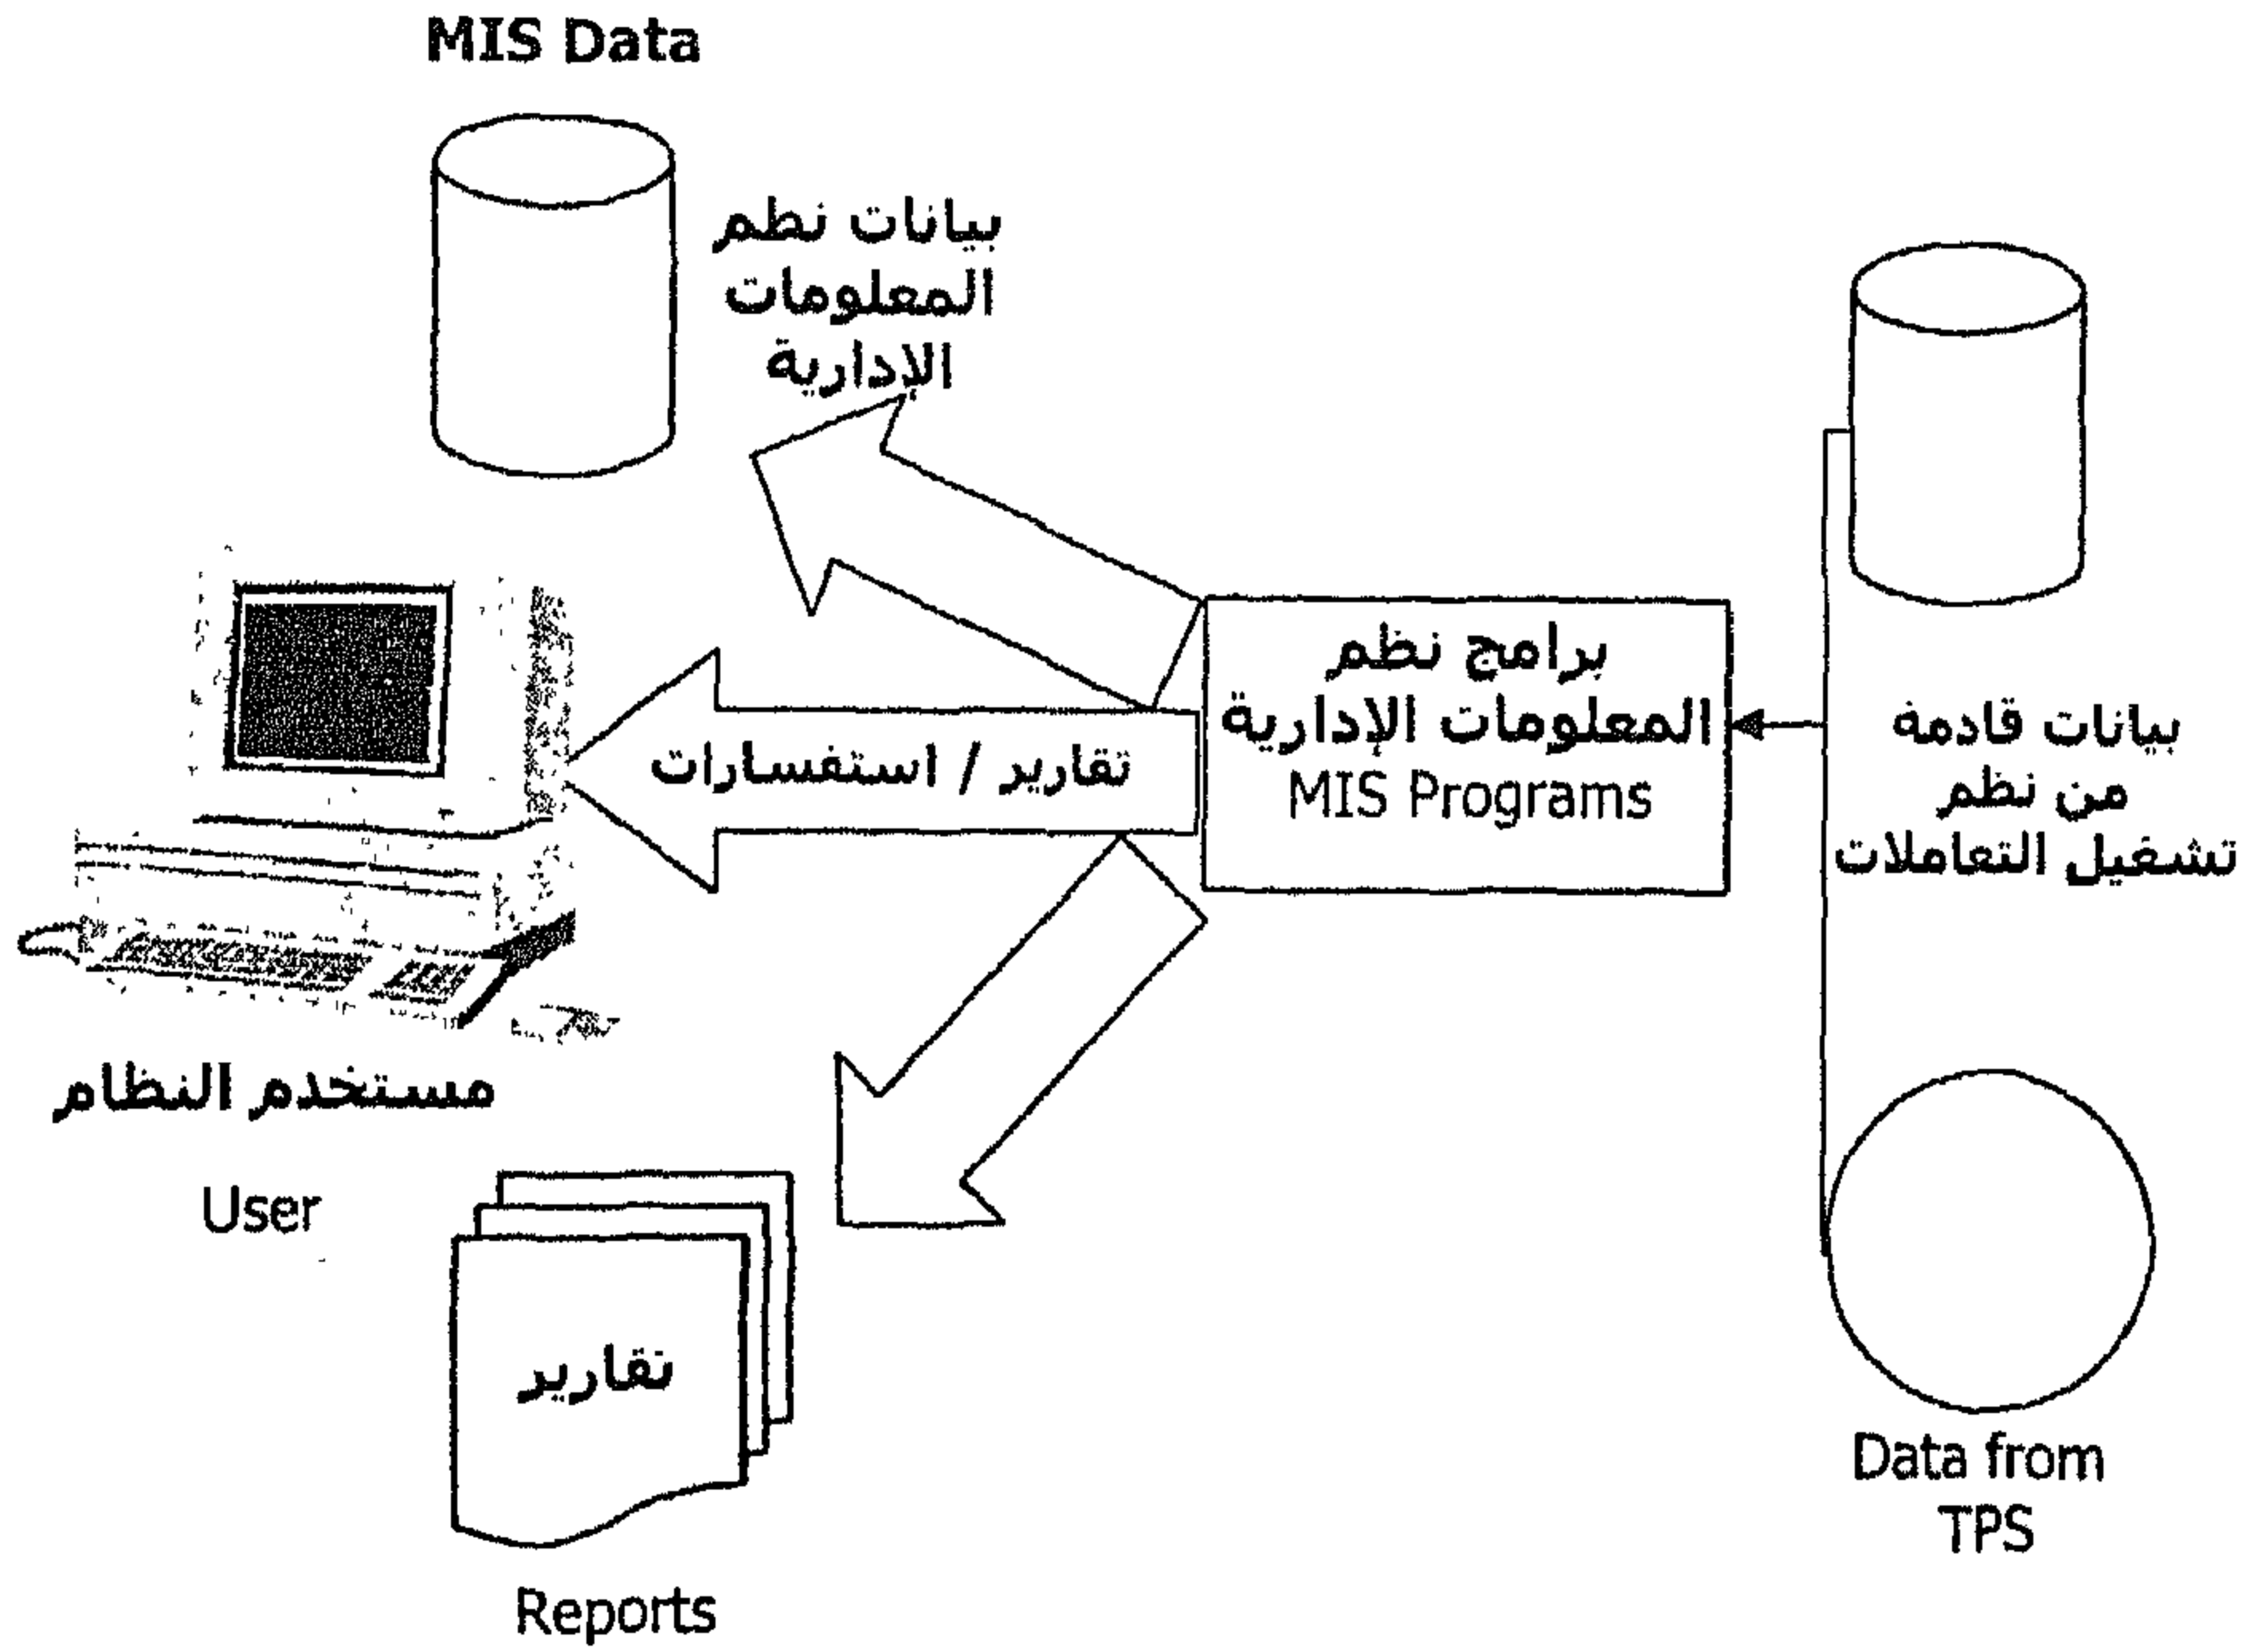 MIS Data
بيانات نظم
المعلومات
الإدارية
برامج نظم
المعلومات الإدارية
MIS Programs
بيانات قادمة
من نظم
تشغيل التعاملات
تقارير / استفسارات
مستخدم النظام
User
تقارير
Reports
Data from
TPS